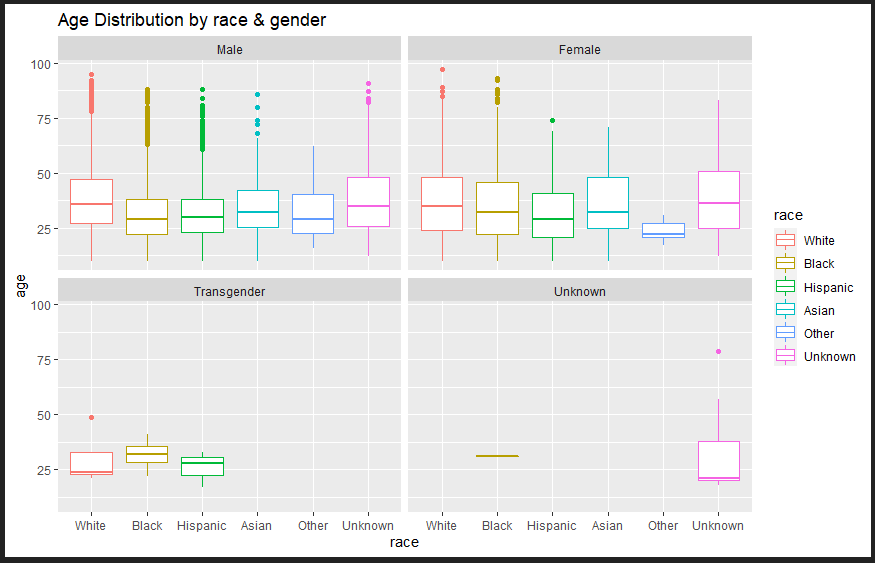 Age Distribution by race & gender
Male Female
100
75
50
25
Transgender Unknown
100
75
50
25
White Black Hispanic Asian Other Unknown White Black Hispanic Asian Other Unknown
race
age
race
White
Black
Hispanic
Asian
Other
Unknown